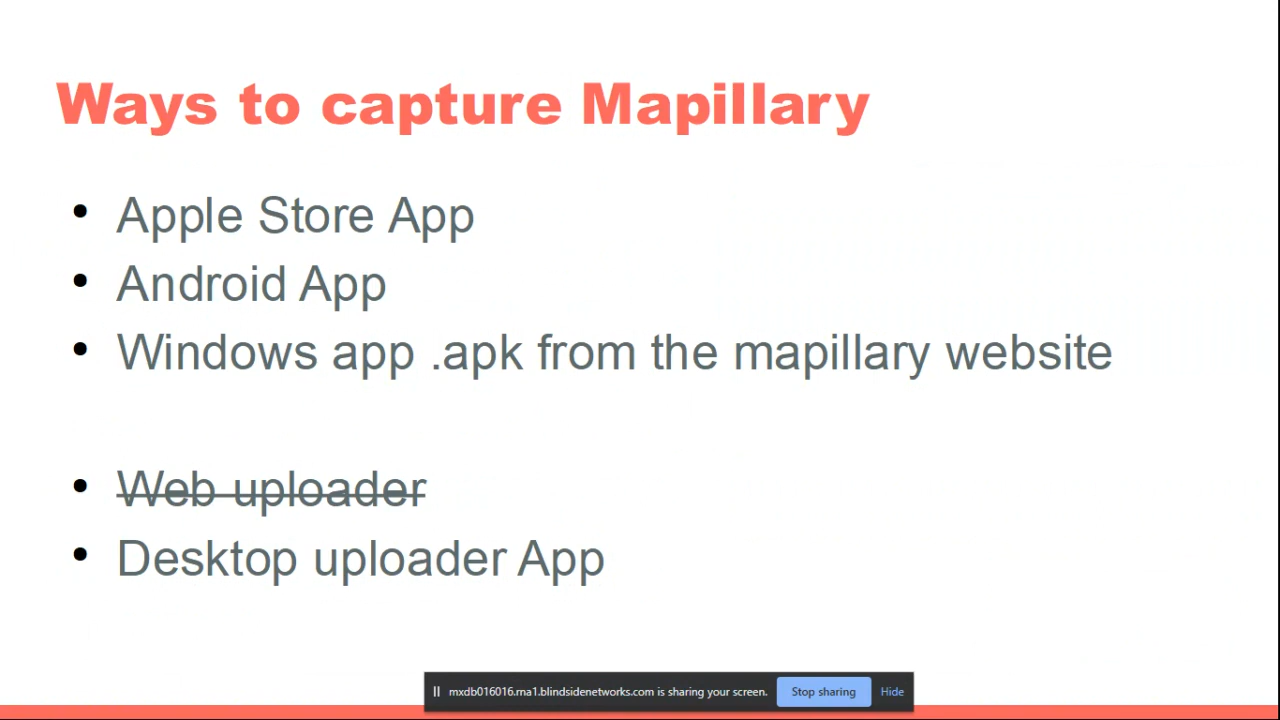 Ways to capture Mapillary
• Apple Store App
• Android App
• Windows app .apk from the mapillary website
• Web uploader
• Desktop uploader App
mxdb016016.rna1.blindsidenetworks.com is sharing your screen. Stop sharing Hide